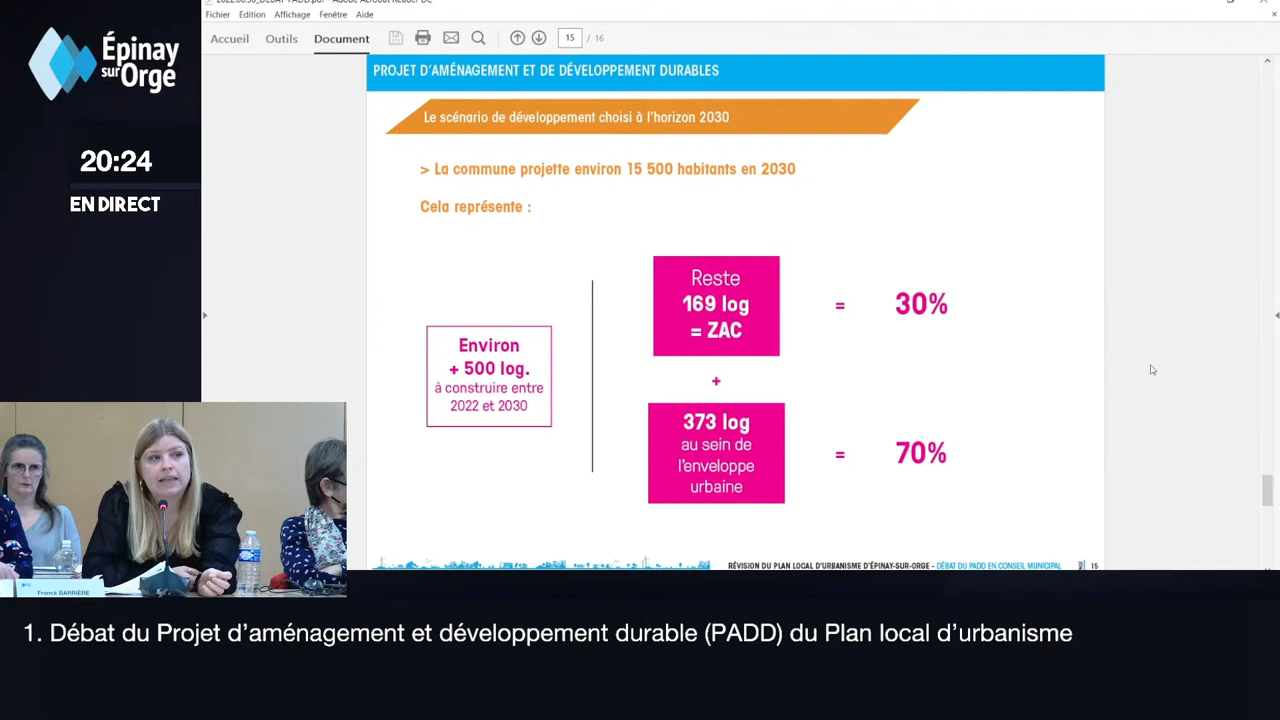 Épinay
sur Orge
20:24
EN DIRECT
Fichier Edition Affichage Fenêtre Aide
Accueil Outils Document 15 / 16
PROJET D'AMÉNAGEMENT ET DE DÉVELOPPEMENT DURABLES
Le scénario de développement choisi à l'horizon 2030
> La commune projette environ 15 500 habitants en 2030
Cela représente :
Environ
+ 500 log.
à construire entre
2022 et 2030
Reste
169 log
= ZAC
= 30%
+
373 log
au sein de
l'enveloppe
urbaine
= 70%
RÉVISION DU PLAN LOCAL D'URBANISME D'ÉPINAY-SUR-ORGE - DÉBAT DU PADD EN CONSEIL MUNICIPAL 15
Franck BARRIÈRE
1. Débat du Projet d'aménagement et développement durable (PADD) du Plan local d'urbanisme